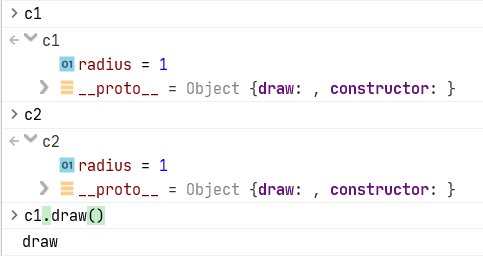 > c1
c1
01 radius = 1
__proto__ = Object {draw: , constructor: }
> c2
c2
01 radius = 1
__proto__ = Object {draw: , constructor: }
> c1.draw()
draw